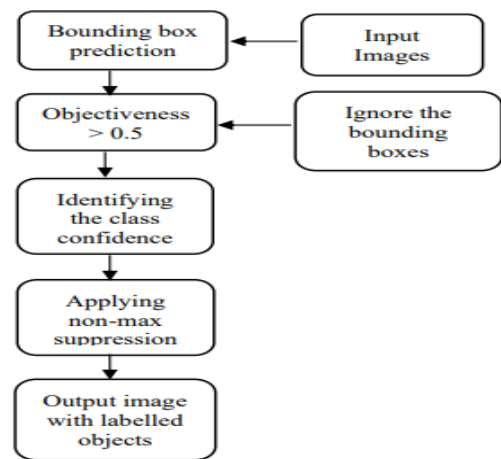 Bounding box
prediction
Input
Images
Objectiveness
> 0.5
Ignore the
bounding
boxes
Identifying
the class
confidence
Applying
non-max
suppression
Output image
with labelled
objects